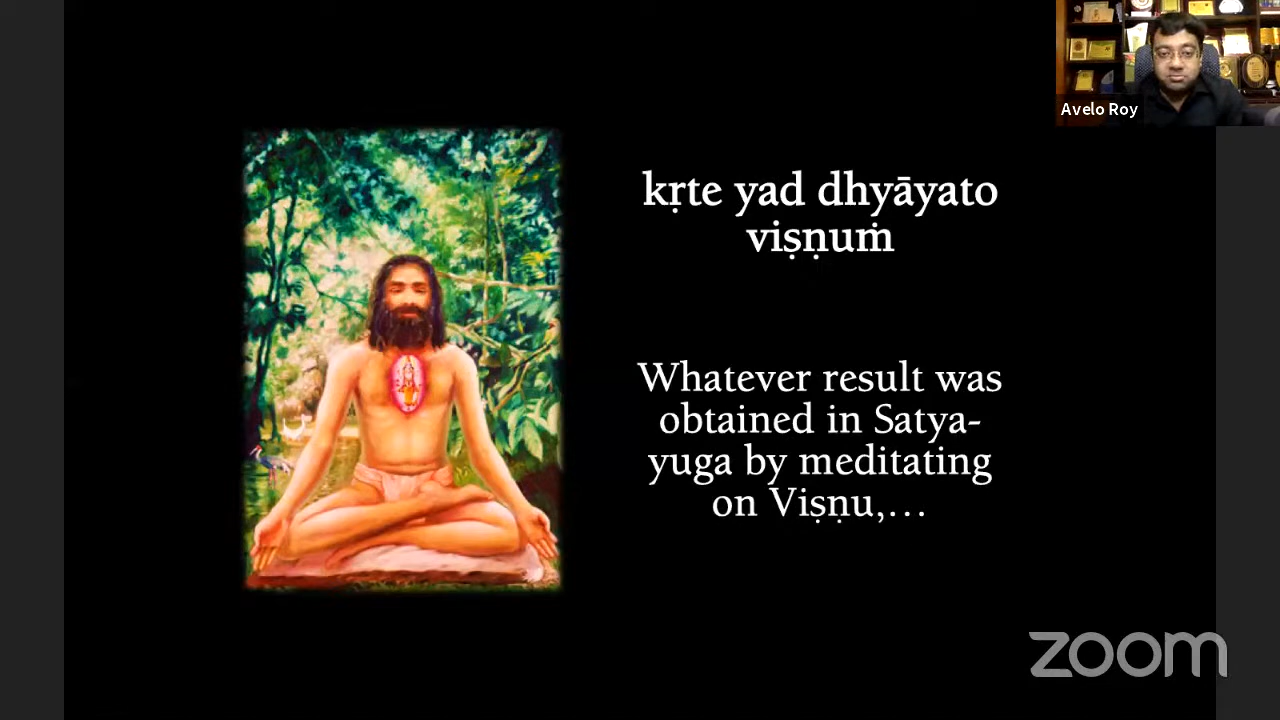 Avelo Roy
kṛte yad dhyāyato
viṣṇuṁ
Whatever result was
obtained in Satya-
yuga by meditating
on Viṣṇu,...
zoom